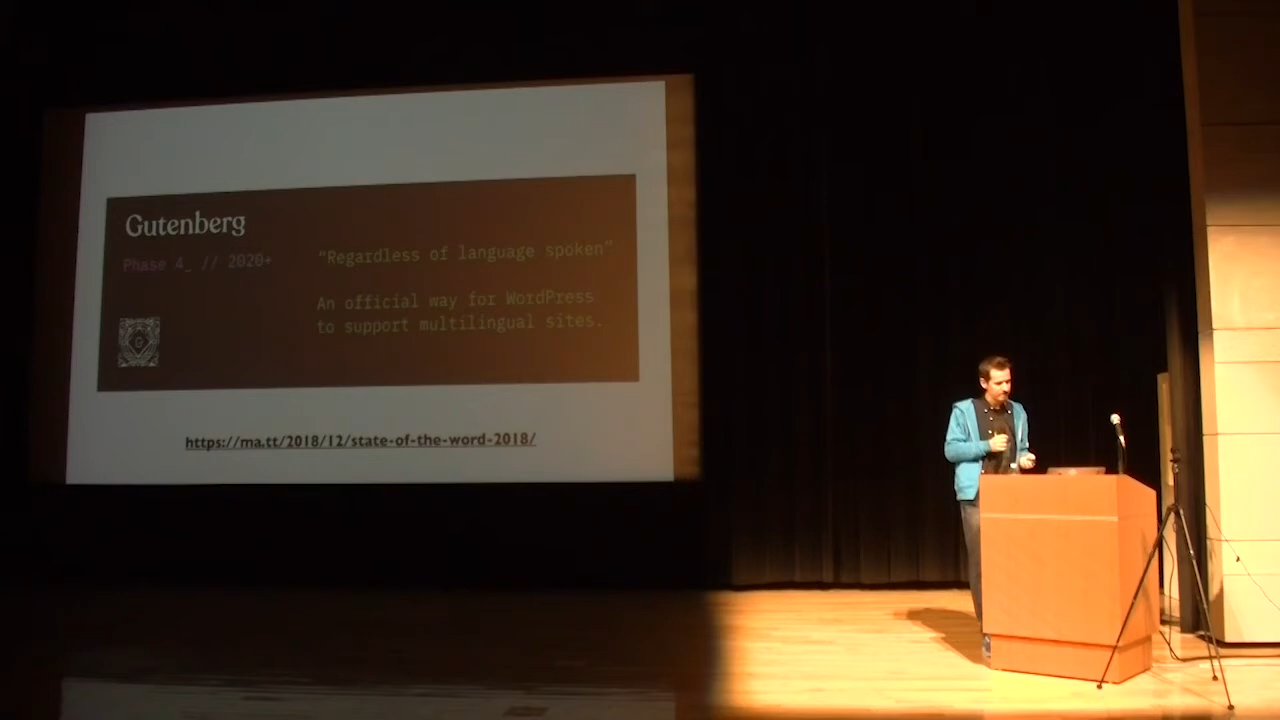 Gutenberg
Phase 4_ // 2020+
“Regardless of language spoken”
An official way for WordPress
to support multilingual sites.
https://ma.tt/2018/12/state-of-the-word-2018/